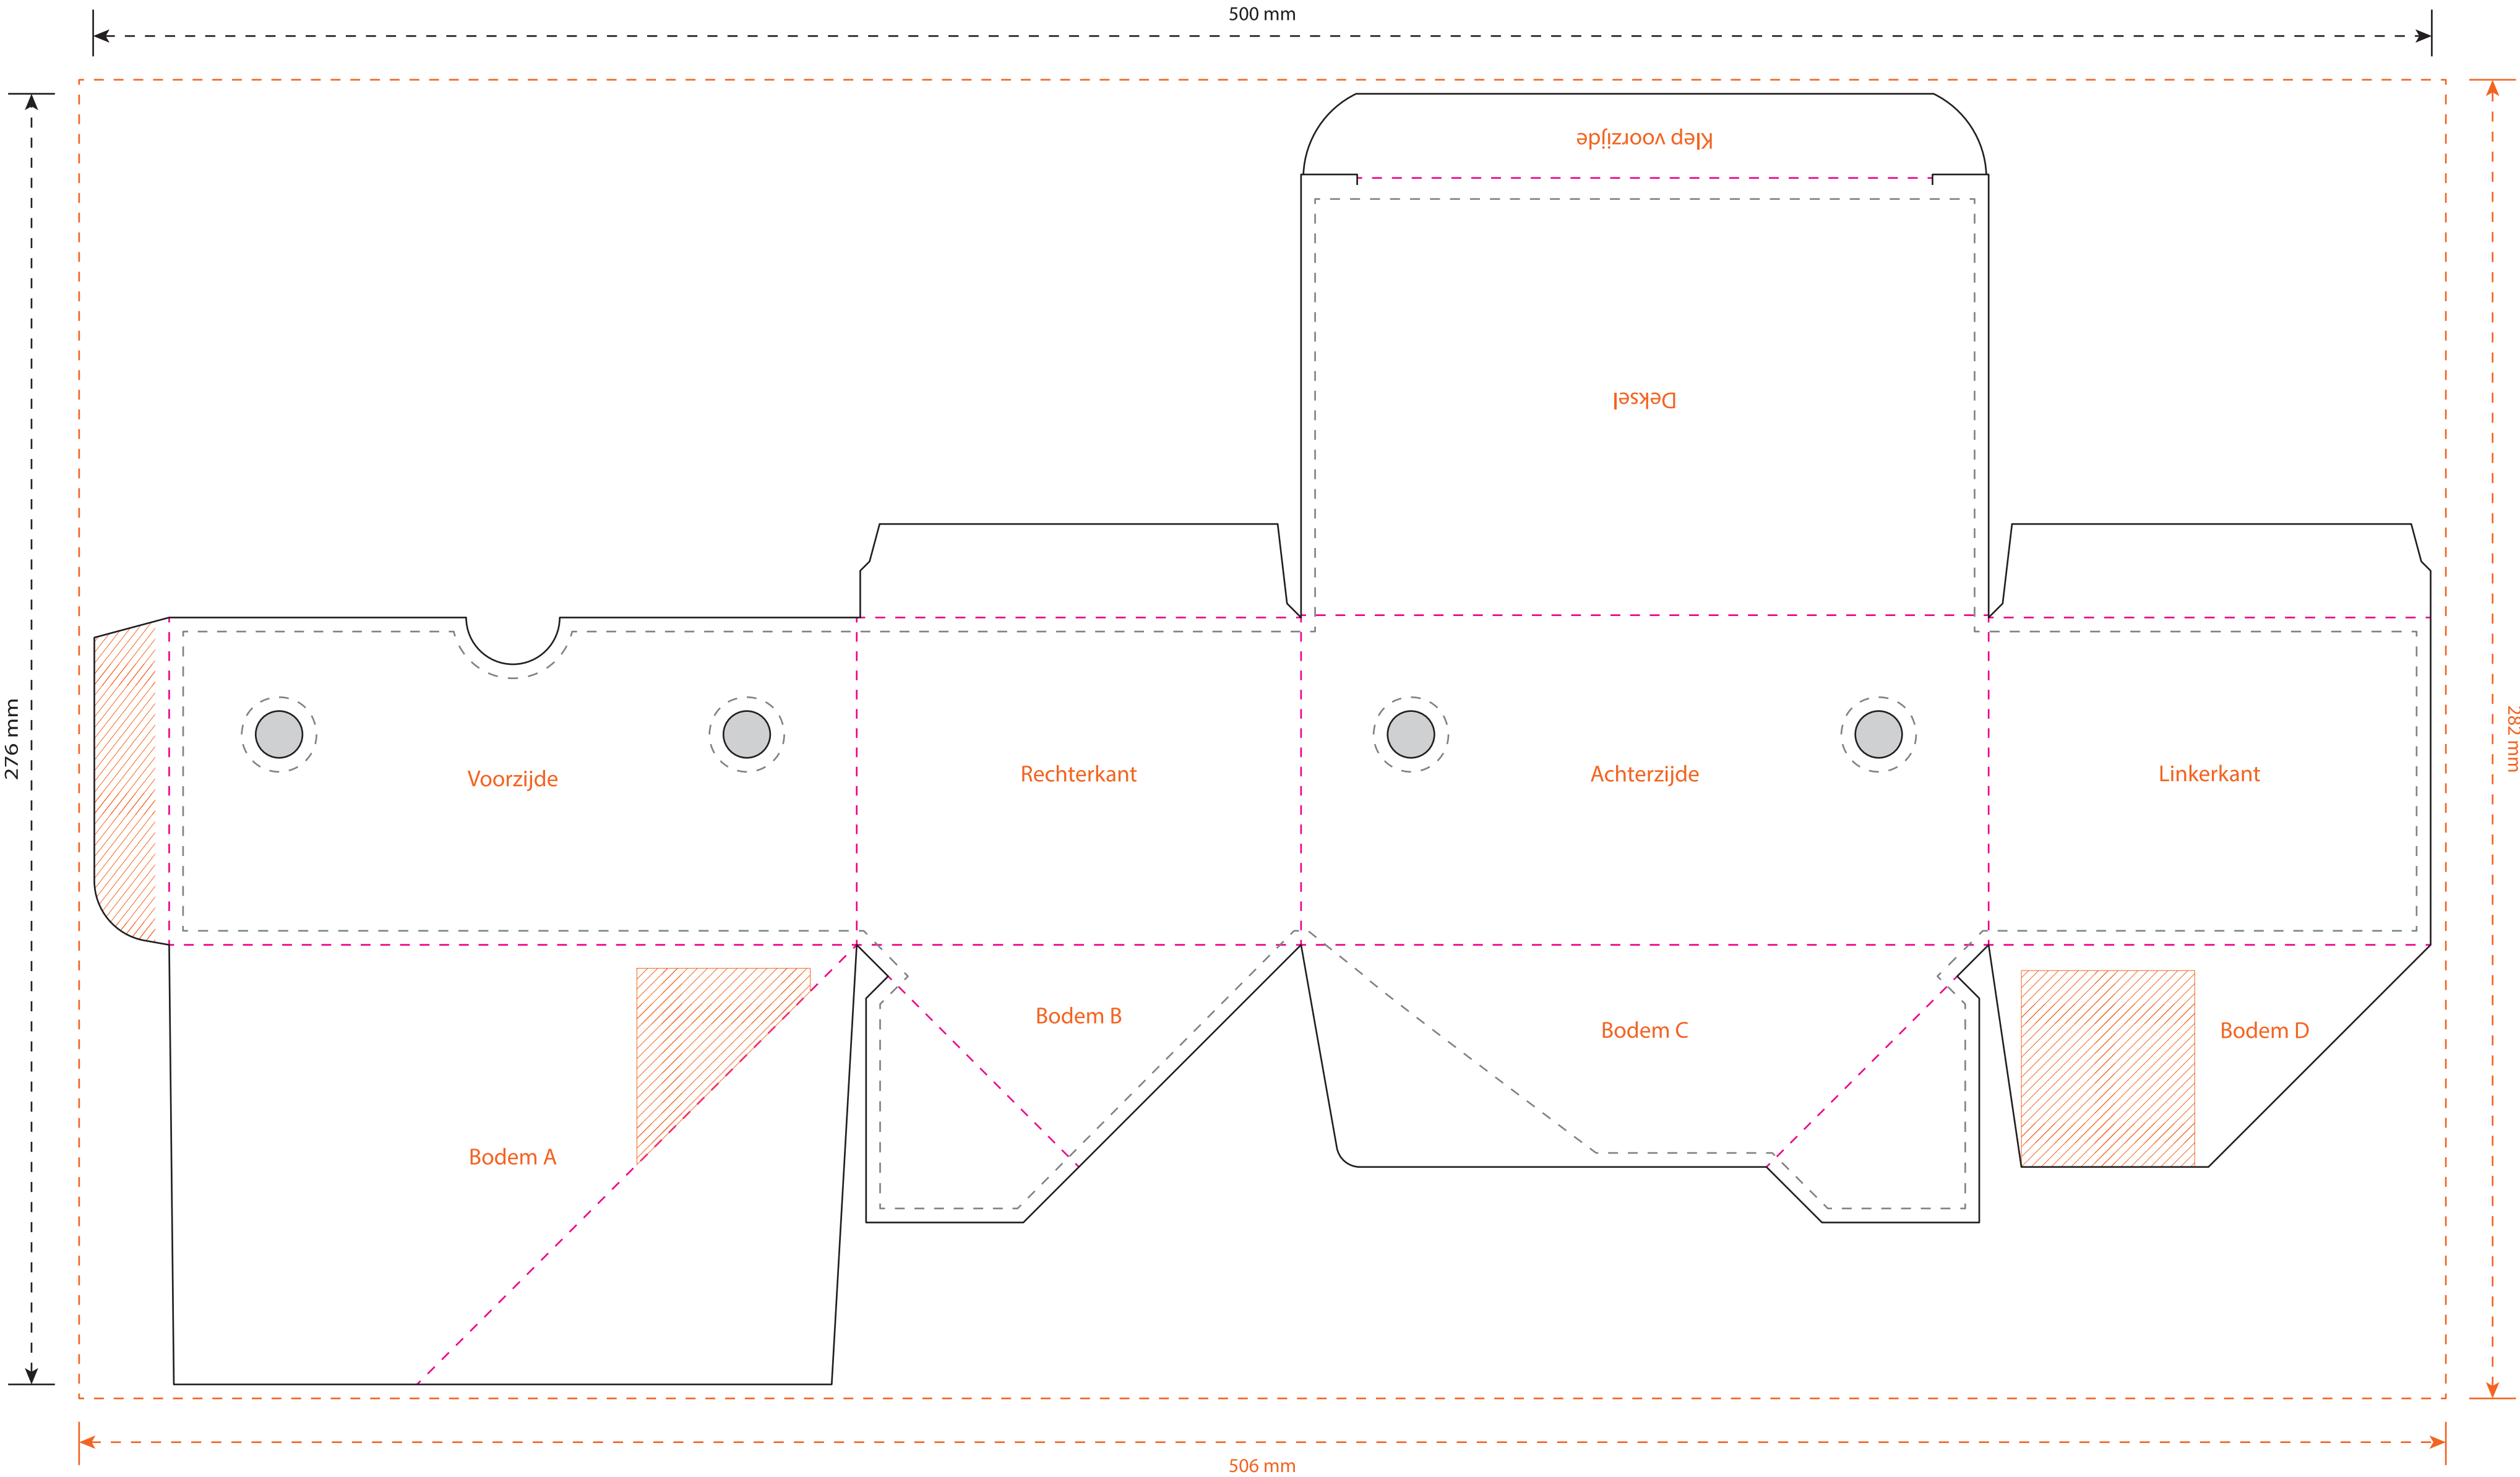 500 mm
Klep voorzijde
Deksel
276 mm
282 mm
Voorzijde
Rechterkant
Achterzijde
Linkerkant
Bodem A
Bodem B
Bodem C
Bodem D
506 mm